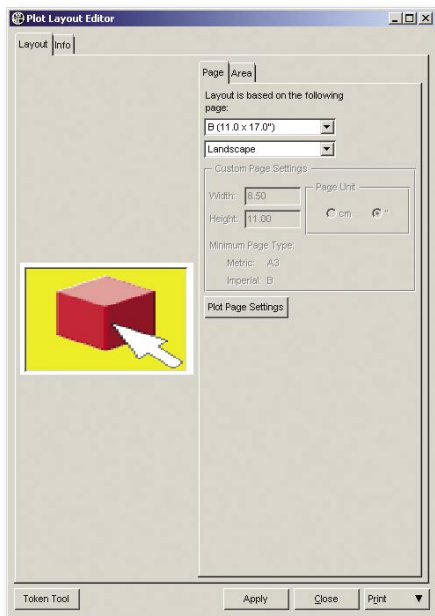 Plot Layout Editor
Layout Info
Page Area
Layout is based on the following
page:
B (11.0 x 17.0")
Landscape
Custom Page Settings
Width: 8.50
Height: 11.00
Page Unit
cm "
Minimum Page Type:
Metric: A3
Imperial: B
Plot Page Settings
Token Tool Apply Close Print